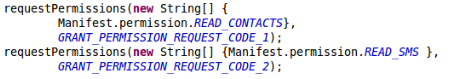 requestPermissions(new String[] {
Manifest.permission.READ_CONTACTS},
GRANT_PERMISSION_REQUEST_CODE_1);
requestPermissions(new String[] {Manifest.permission.READ_SMS },
GRANT_PERMISSION_REQUEST_CODE_2);